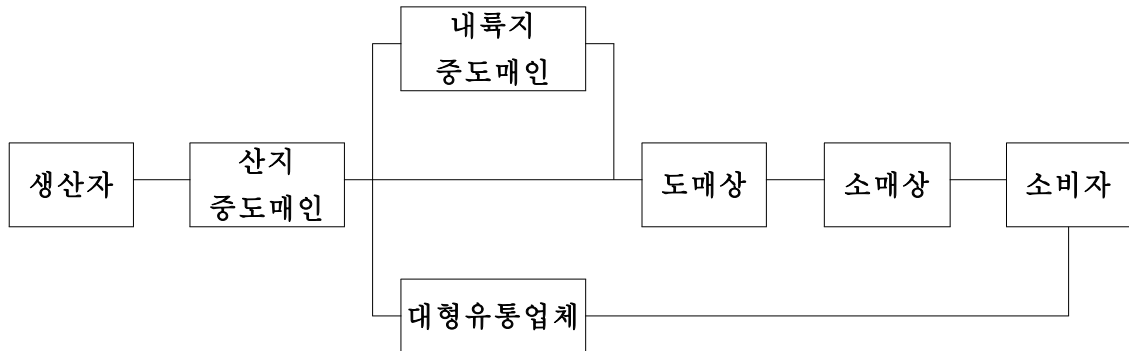 내륙지
중도매인
생산자
산지
중도매인
도매상
소매상
소비자
대형유통업체